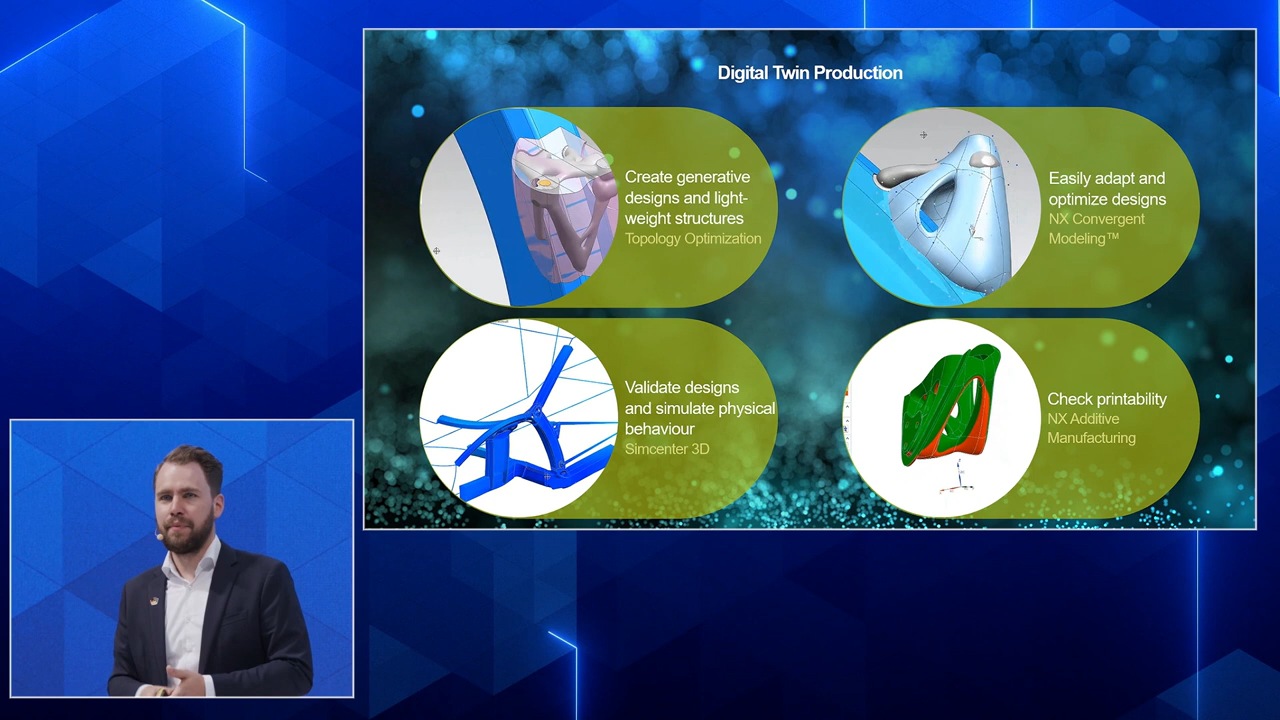 Digital Twin Production
Create generative
designs and light-
weight structures
Topology Optimization
Easily adapt and
optimize designs
NX Convergent
Modeling™
Validate designs
and simulate physical
behaviour
Simcenter 3D
Check printability
NX Additive
Manufacturing